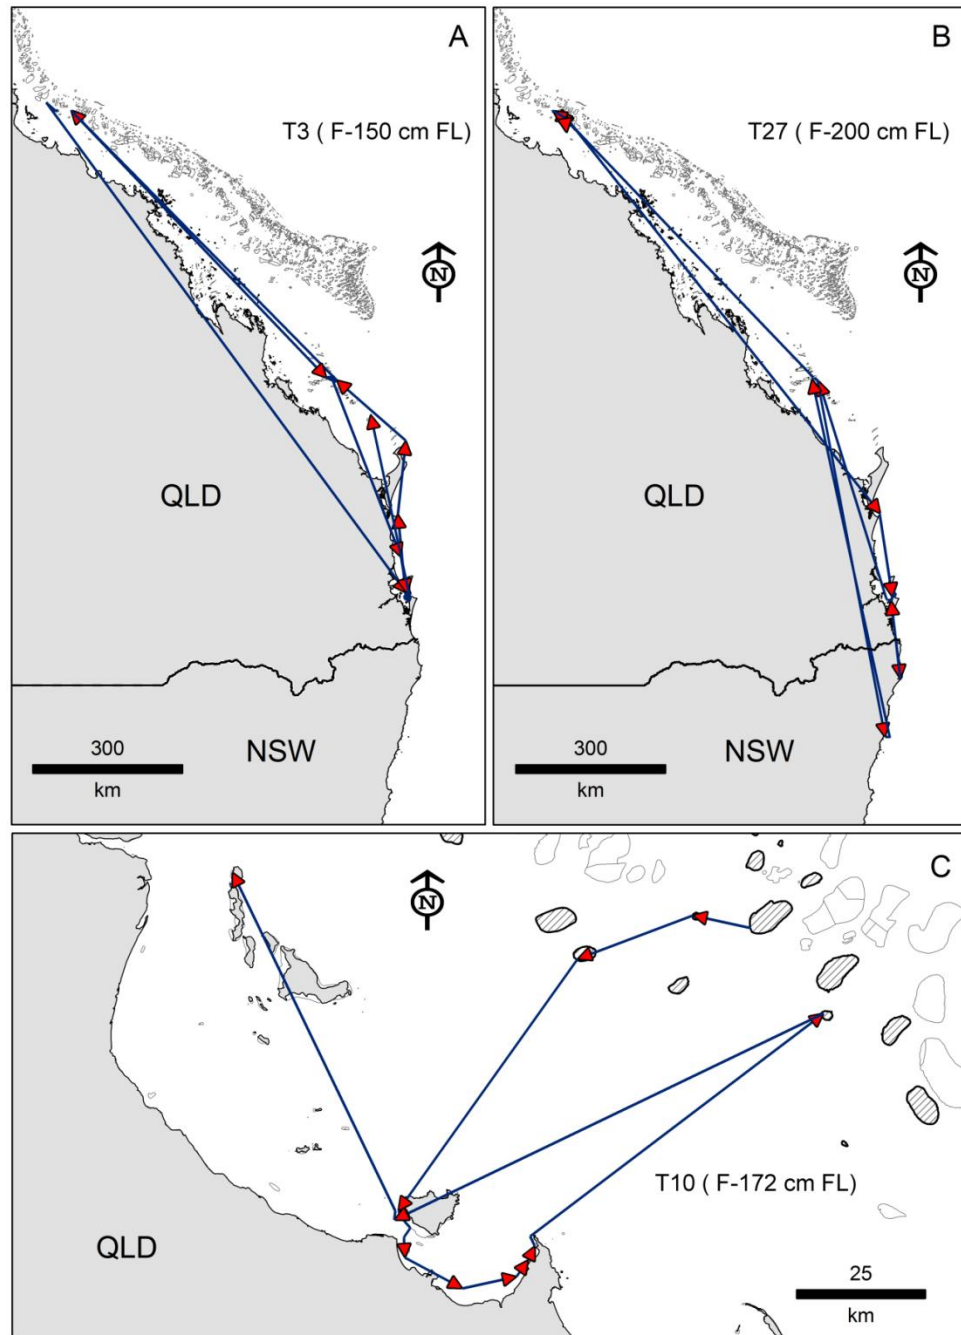 A
T3 ( F-150 cm FL)
N
QLD
300
km
NSW
B
T27 ( F-200 cm FL)
N
QLD
300
km
NSW
C
N
T10 ( F-172 cm FL)
QLD
25
km